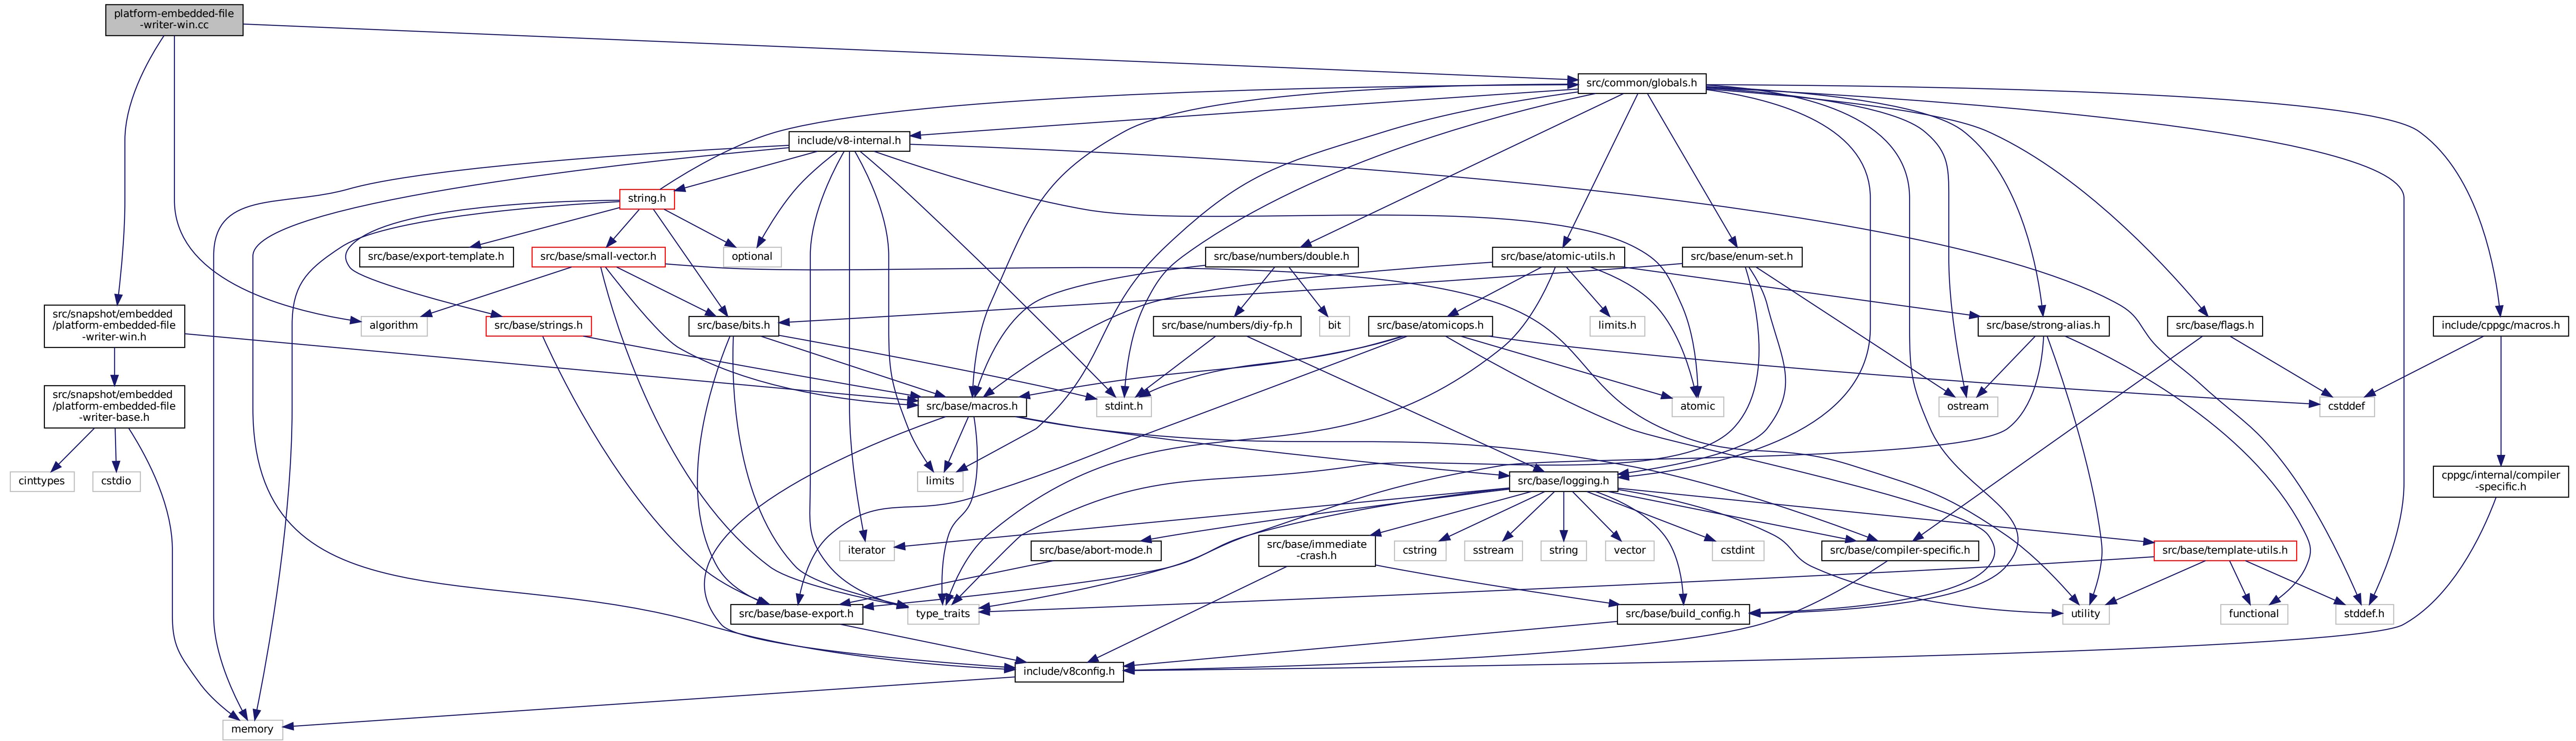 platform-embedded-file
-writer-win.cc
src/common/globals.h
include/v8-internal.h
string.h
src/base/export-template.h
src/base/small-vector.h
optional
src/base/numbers/double.h
src/base/atomic-utils.h
src/base/enum-set.h
src/snapshot/embedded
/platform-embedded-file
-writer-win.h
algorithm
src/base/strings.h
src/base/bits.h
src/base/numbers/diy-fp.h
bit
src/base/atomicops.h
limits.h
src/base/strong-alias.h
src/base/flags.h
include/cppgc/macros.h
src/snapshot/embedded
/platform-embedded-file
-writer-base.h
src/base/macros.h
stdint.h
atomic
ostream
cstddef
cinttypes
cstdio
limits
src/base/logging.h
cppgc/internal/compiler
-specific.h
iterator
src/base/abort-mode.h
src/base/immediate
-crash.h
cstring
sstream
string
vector
cstdint
src/base/compiler-specific.h
src/base/template-utils.h
src/base/base-export.h
type_traits
src/base/build_config.h
utility
functional
stddef.h
include/v8config.h
memory